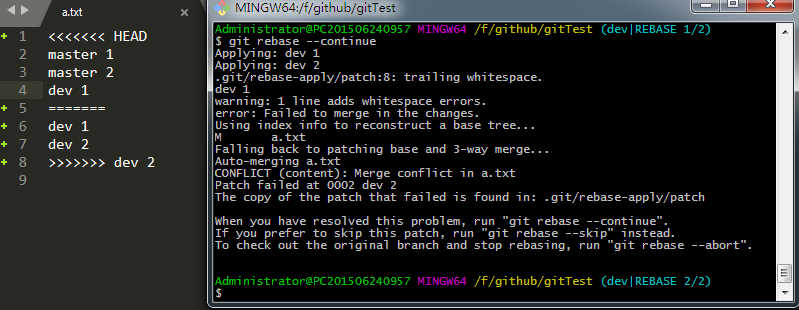 a.txt
1 <<<<<<< HEAD
2 master 1
3 master 2
4 dev 1
5 =======
6 dev 1
7 dev 2
8 >>>>>>> dev 2
9
MINGW64:/f/github/gitTest
Administrator@PC201506240957 MINGW64 /f/github/gitTest (dev|REBASE 1/2)
$ git rebase --continue
Applying: dev 1
Applying: dev 2
.git/rebase-apply/patch:8: trailing whitespace.
dev 1
warning: 1 line adds whitespace errors.
error: Failed to merge in the changes.
Using index info to reconstruct a base tree...
M a.txt
Falling back to patching base and 3-way merge...
Auto-merging a.txt
CONFLICT (content): Merge conflict in a.txt
Patch failed at 0002 dev 2
The copy of the patch that failed is found in: .git/rebase-apply/patch
When you have resolved this problem, run "git rebase --continue".
If you prefer to skip this patch, run "git rebase --skip" instead.
To check out the original branch and stop rebasing, run "git rebase --abort".
Administrator@PC201506240957 MINGW64 /f/github/gitTest (dev|REBASE 2/2)
$